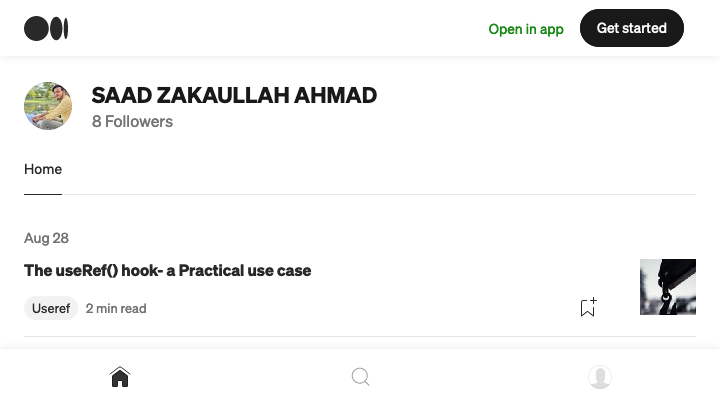 Open in app
Get started
SAAD ZAKAULLAH AHMAD
8 Followers
Home
Aug 28
The useRef() hook- a Practical use case
Useref
2 min read